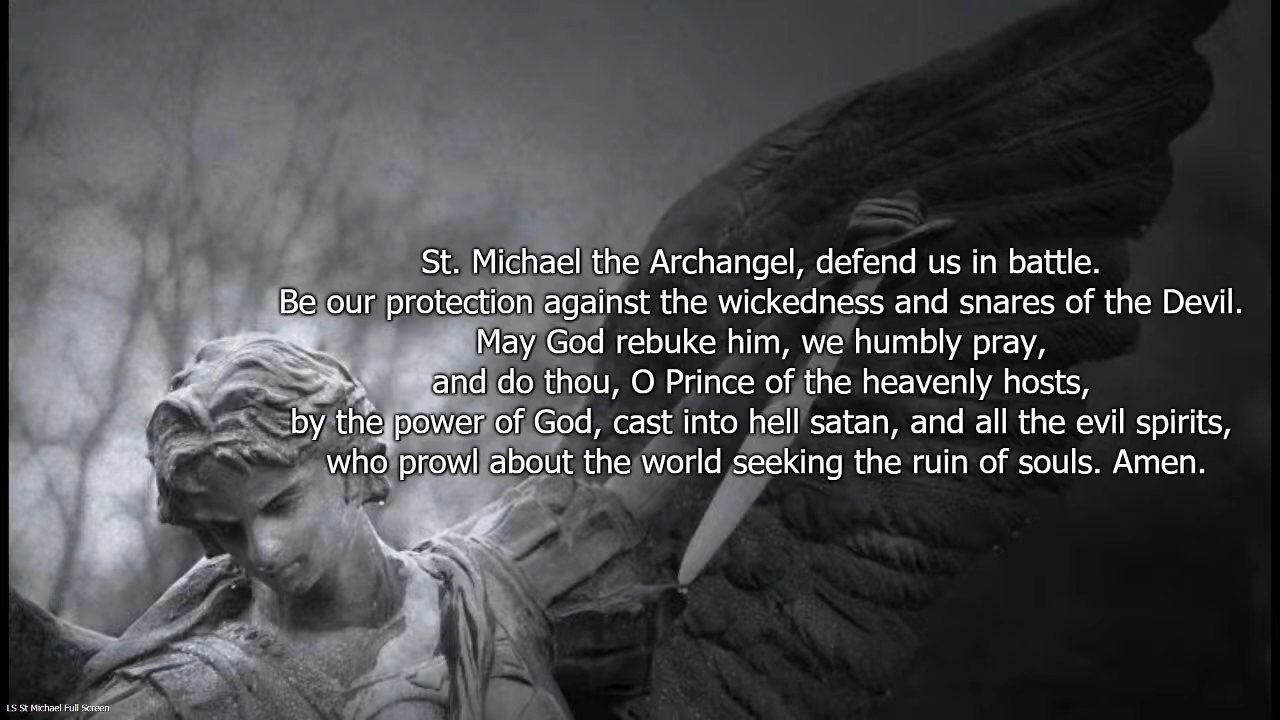 St. Michael the Archangel, defend us in battle.
Be our protection against the wickedness and snares of the Devil.
May God rebuke him, we humbly pray,
and do thou, O Prince of the heavenly hosts,
by the power of God, cast into hell satan, and all the evil spirits,
who prowl about the world seeking the ruin of souls. Amen.
LS St Michael Full Screen